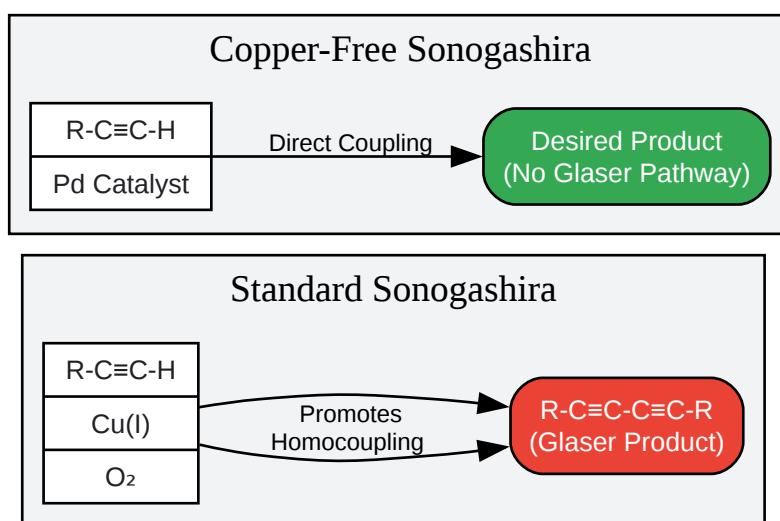 Copper-Free Sonogashira
R-C≡C-H
Pd Catalyst
Direct Coupling
Desired Product
(No Glaser Pathway)
Standard Sonogashira
R-C≡C-H
Cu(I)
O₂
Promotes
Homocoupling
R-C≡C-C≡C-R
(Glaser Product)